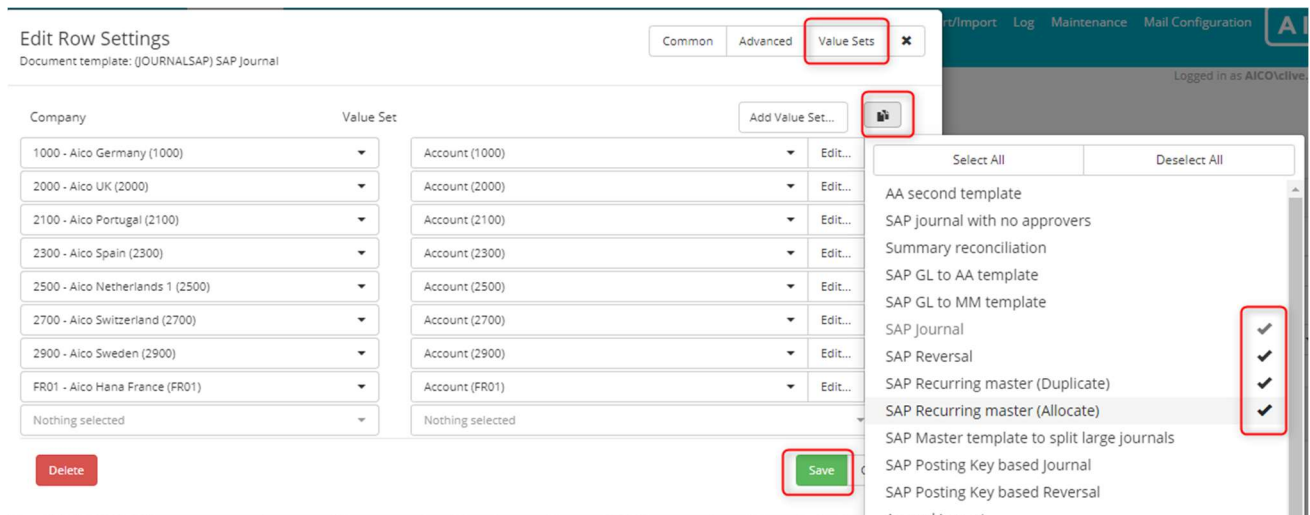 rt/Import Log Maintenance Mail Configuration AI
Edit Row Settings
Document template: (JOURNALSAP) SAP Journal
Common Advanced Value Sets ✖
Logged in as AICO\clive.
Company Value Set Add Value Set...
1000 - Aico Germany (1000) Account (1000) Edit...
2000 - Aico UK (2000) Account (2000) Edit...
2100 - Aico Portugal (2100) Account (2100) Edit...
2300 - Aico Spain (2300) Account (2300) Edit...
2500 - Aico Netherlands 1 (2500) Account (2500) Edit...
2700 - Aico Switzerland (2700) Account (2700) Edit...
2900 - Aico Sweden (2900) Account (2900) Edit...
FR01 - Aico Hana France (FR01) Account (FR01) Edit...
Nothing selected Nothing selected
Delete Save
Select All Deselect All
AA second template
SAP journal with no approvers
Summary reconciliation
SAP GL to AA template
SAP GL to MM template
SAP Journal
SAP Reversal
SAP Recurring master (Duplicate)
SAP Recurring master (Allocate)
SAP Master template to split large journals
SAP Posting Key based Journal
SAP Posting Key based Reversal